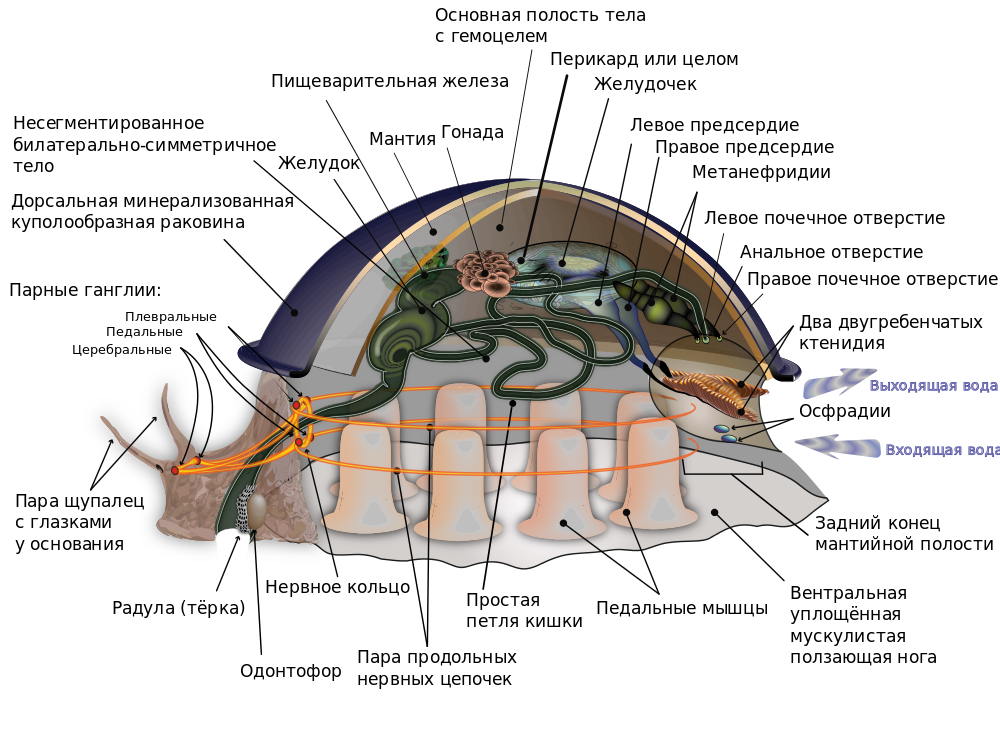 Основная полость тела
с гемоцелем
Перикард или целом
Пищеварительная железа
Желудочек
Несегментированное
билатерально-симметричное
тело
Мантия
Гонада
Левое предсердие
Правое предсердие
Желудок
Метанефридии
Дорсальная минерализованная
куполообразная раковина
Левое почечное отверстие
Анальное отверстие
Правое почечное отверстие
Парные ганглии:
Плевральные
Педальные
Церебральные
Два двугребенчатых
ктенидия
Выходящая вода
Осфрадии
Входящая вода
Пара щупалец
с глазками
у основания
Задний конец
мантийной полости
Радула (тёрка)
Нервное кольцо
Простая
петля кишки
Педальные мышцы
Вентральная
уплощённая
мускулистая
ползающая нога
Одонтофор
Пара продольных
нервных цепочек